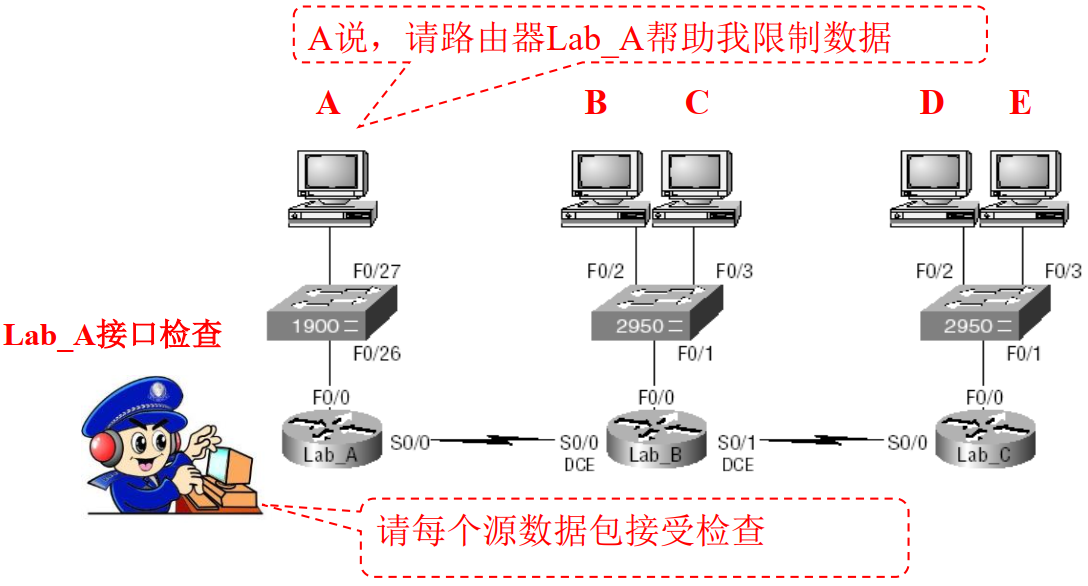 A说，请路由器Lab_A帮助我限制数据
A B C D E
F0/27 F0/2 F0/3 F0/2 F0/3
1900 2950 2950
Lab_A接口检查
F0/26 F0/1 F0/1
F0/0 F0/0 F0/0
Lab_A S0/0 S0/0 DCE Lab_B S0/1 DCE S0/0 Lab_C
请每个源数据包接受检查